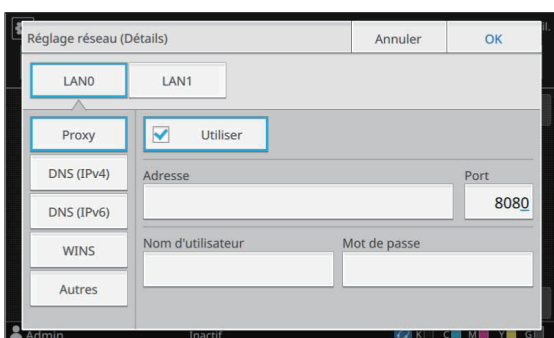 Réglage réseau (Détails) Annuler OK
LAN0 LAN1
Proxy Utiliser
DNS (IPv4) Adresse Port
DNS (IPv6) 8080
WINS Nom d'utilisateur Mot de passe
Autres
Admin Inactif K C M Y G